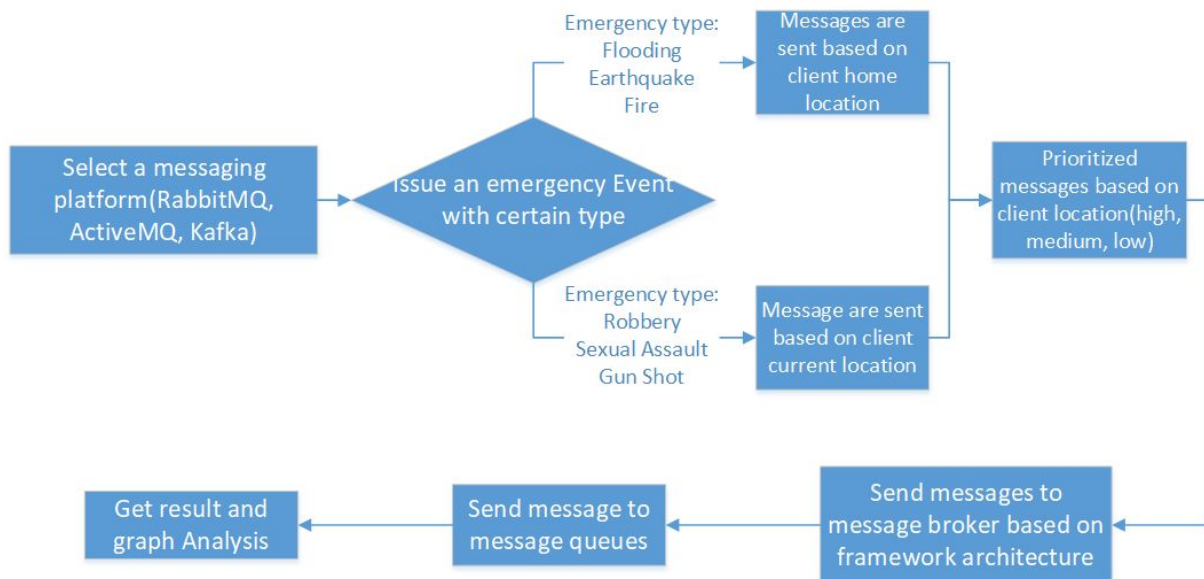 Select a messaging
platform(RabbitMQ,
ActiveMQ, Kafka)
Issue an emergency Event
with certain type
Emergency type:
Flooding
Earthquake
Fire
Messages are
sent based on
client home
location
Emergency type:
Robbery
Sexual Assault
Gun Shot
Message are sent
based on client
current location
Prioritized
messages based on
client location(high,
medium, low)
Send messages to
message broker based on
framework architecture
Send message to
message queues
Get result and
graph Analysis